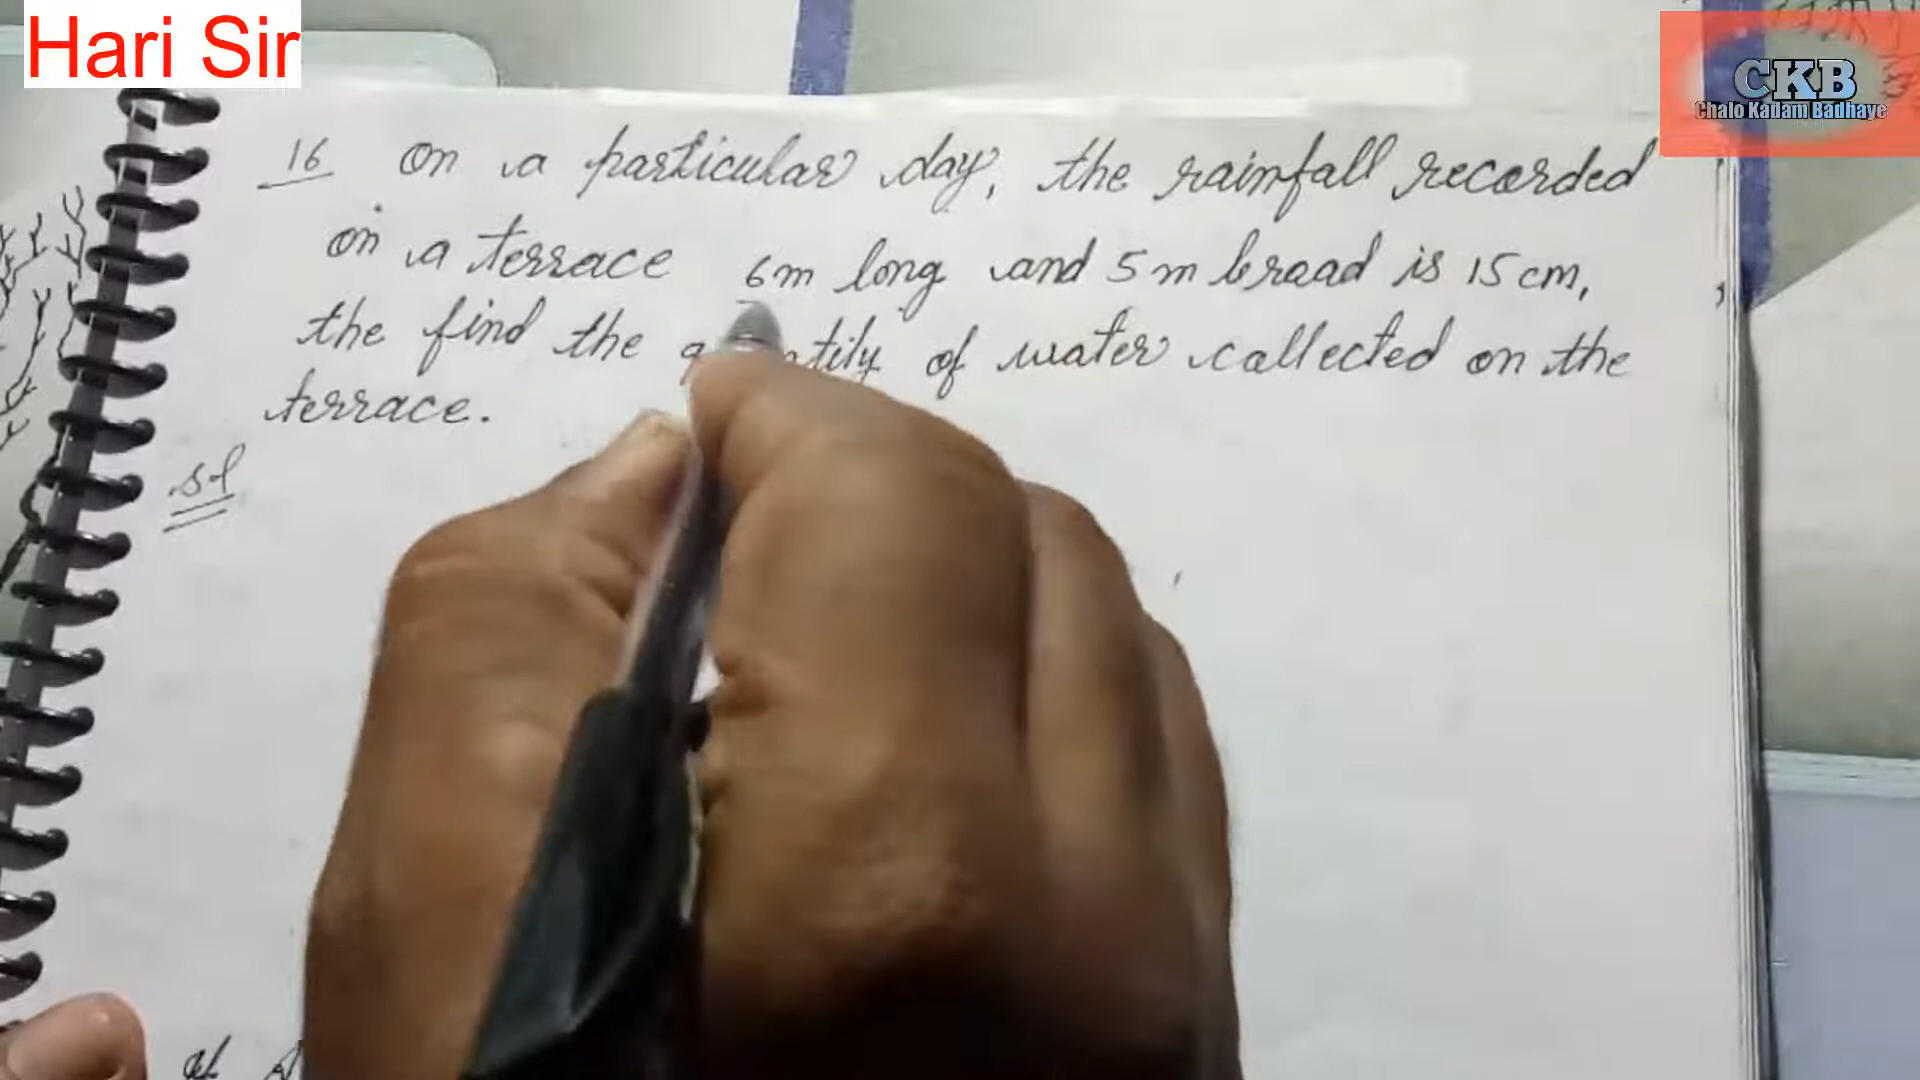 Hari Sir
CKB
Chalo Kadam Badhaye
16 On a particular day, the rainfall recorded
on a terrace 6m long and 5m broad is 15cm,
the find the of water collected on the
terrace.
Sol